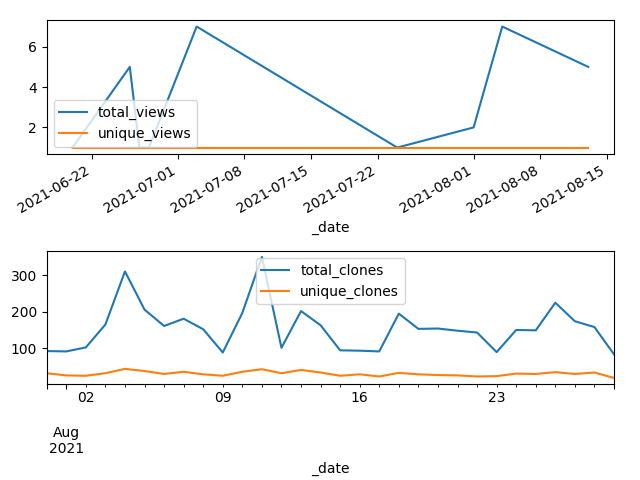 6
4
2
total_views
unique_views
2021-06-22
2021-07-01
2021-07-08
2021-07-15
2021-07-22
2021-08-01
2021-08-08
2021-08-15
_date
300
200
100
total_clones
unique_clones
02
09
16
23
Aug
2021
_date